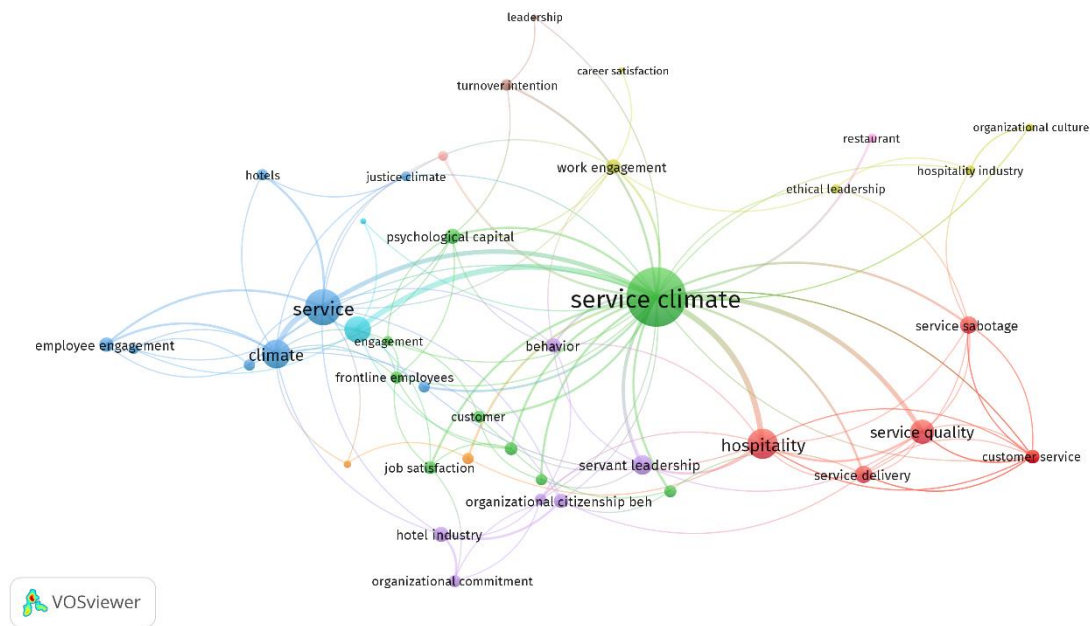 leadership
career satisfaction
turnover intention
organizational culture
restaurant
work engagement
hospitality industry
hotels
justice climate
ethical leadership
psychological capital
service climate
service
service sabotage
employee engagement
climate
engagement
behavior
frontline employees
customer
service quality
hospitality
customer service
job satisfaction
servant leadership
service delivery
organizational citizenship beh
hotel industry
organizational commitment
VOSviewer